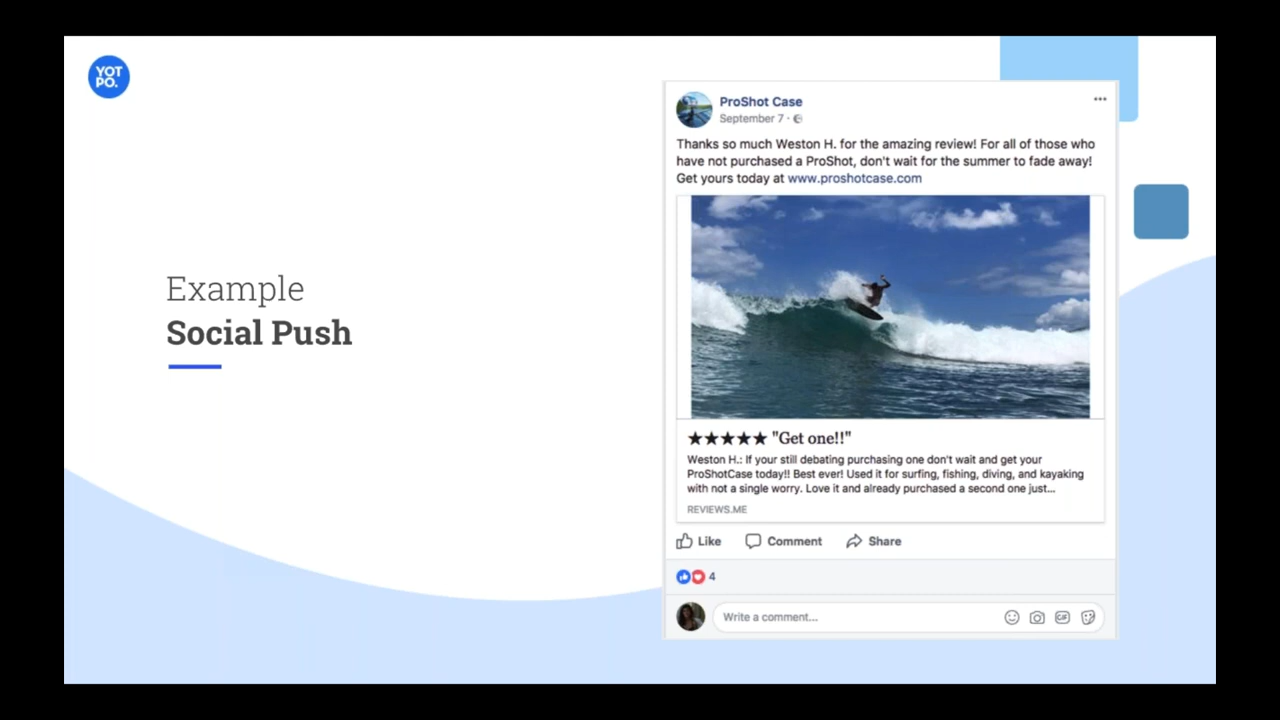 YOT
PO.
Example
Social Push
ProShot Case
September 7 ·
Thanks so much Weston H. for the amazing review! For all of those who
have not purchased a ProShot, don't wait for the summer to fade away!
Get yours today at www.proshotcase.com
★★★★★ "Get one!!"
Weston H.: If your still debating purchasing one don't wait and get your
ProShotCase today!! Best ever! Used it for surfing, fishing, diving, and kayaking
with not a single worry. Love it and already purchased a second one just...
REVIEWS.ME
Like Comment Share
4
Write a comment...
GIF